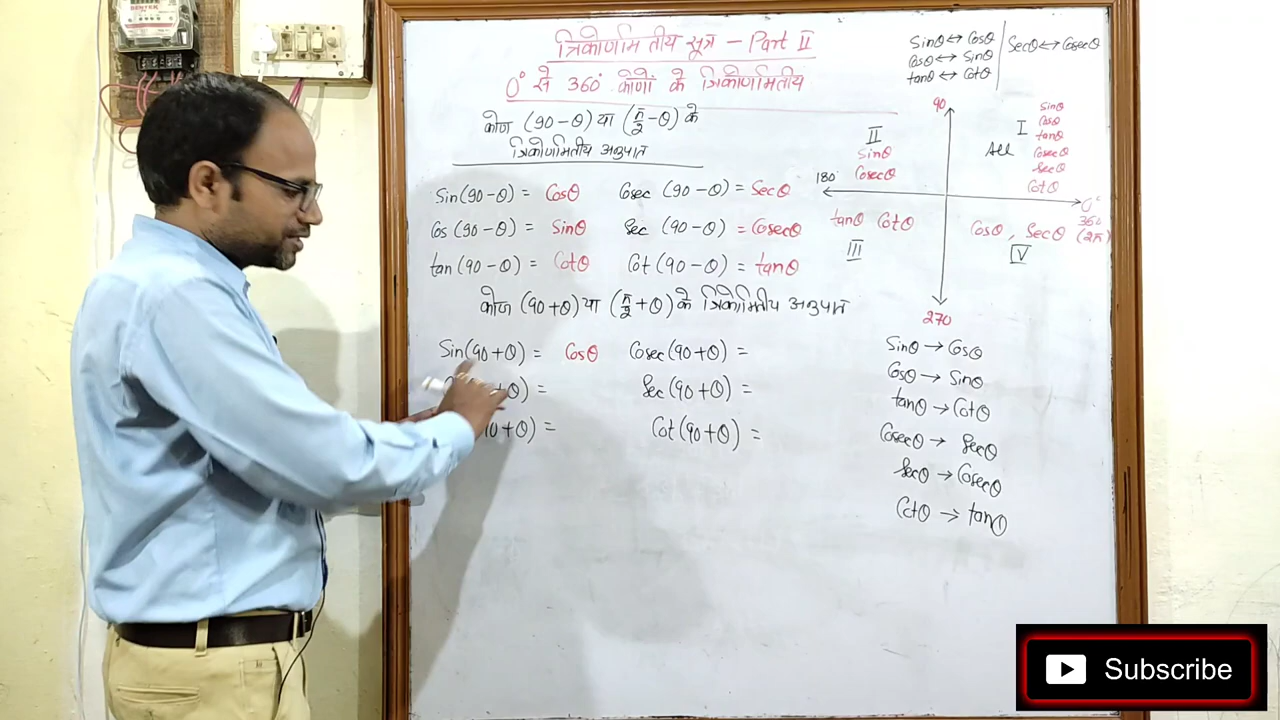 त्रिकोणमितीय सूत्र – Part II
0° से 360° कोणों के त्रिकोणमितीय
कोण (90-θ) या (π/2 - θ) के
त्रिकोणमितीय अनुपात
Sin(90-θ) = Cosθ Cosec (90-θ) = Secθ
Cos (90-θ) = Sinθ Sec (90-θ) = Cosecθ
tan (90-θ) = Cotθ Cot (90-θ) = tanθ
कोण (90+θ) या (π/2 + θ) के त्रिकोमितीय अनुपात
Sin(90+θ) = Cosθ Cosec(90+θ) =
θ) = Sec (90+θ) =
0+θ) = Cot (90+θ) =
Sinθ ↔ Cosθ
Cosθ ↔ Sinθ
tanθ ↔ Cotθ
Secθ ↔ Cosecθ
90
II
Sinθ
Cosecθ
I
All
Sinθ
Cosθ
tanθ
Cosecθ
Secθ
Cotθ
180
0°
360
(2π)
tanθ Cotθ
III
Cosθ, Secθ
IV
270
Sinθ → Cosθ
Cosθ → Sinθ
tanθ → Cotθ
Cosecθ → Secθ
Secθ → Cosecθ
Cotθ → tanθ
Subscribe